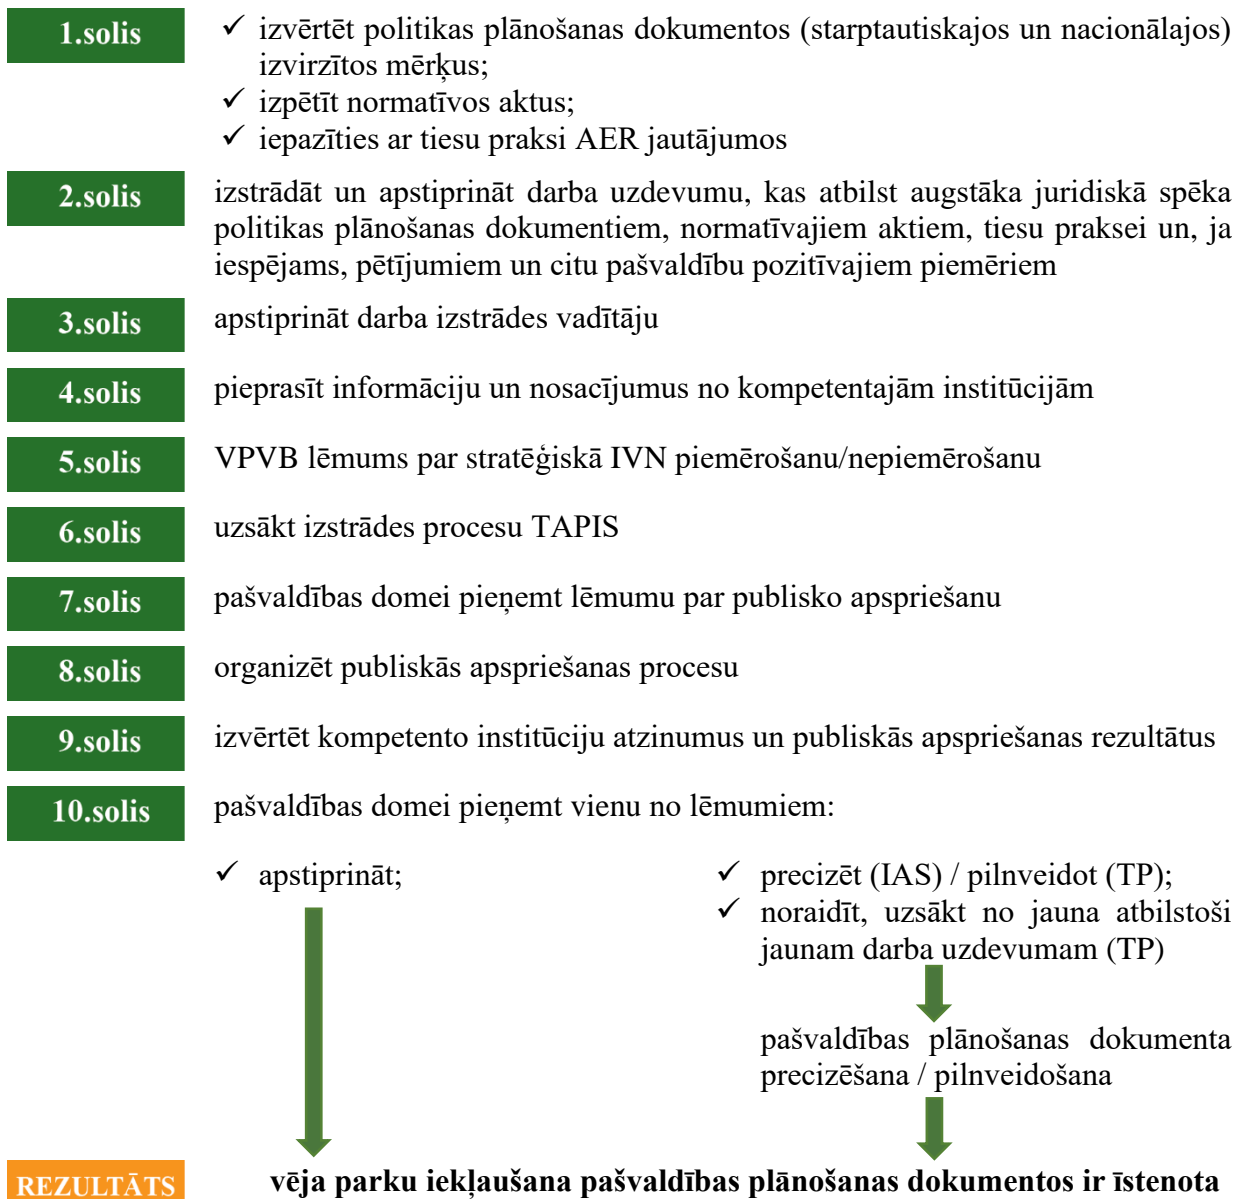 1.solis
✓ izvērtēt politikas plānošanas dokumentos (starptautiskajos un nacionālajos)
izvirzītos mērķus;
✓ izpētīt normatīvos aktus;
✓ iepazīties ar tiesu praksi AER jautājumos
2.solis
izstrādāt un apstiprināt darba uzdevumu, kas atbilst augstāka juridiskā spēka
politikas plānošanas dokumentiem, normatīvajiem aktiem, tiesu praksei un, ja
iespējams, pētījumiem un citu pašvaldību pozitīvajiem piemēriem
3.solis
apstiprināt darba izstrādes vadītāju
4.solis
pieprasīt informāciju un nosacījumus no kompetentajām institūcijām
5.solis
VPVB lēmums par stratēģiskā IVN piemērošanu/nepiemērošanu
6.solis
uzsākt izstrādes procesu TAPIS
7.solis
pašvaldības domei pieņemt lēmumu par publisko apspriešanu
8.solis
organizēt publiskās apspriešanas procesu
9.solis
izvērtēt kompetento institūciju atzinumus un publiskās apspriešanas rezultātus
10.solis
pašvaldības domei pieņemt vienu no lēmumiem:
✓ apstiprināt;
✓ precizēt (IAS) / pilnveidot (TP);
✓ noraidīt, uzsākt no jauna atbilstoši
jaunam darba uzdevumam (TP)
pašvaldības plānošanas dokumenta
precizēšana / pilnveidošana
REZULTĀTS
vēja parku iekļaušana pašvaldības plānošanas dokumentos ir īstenota